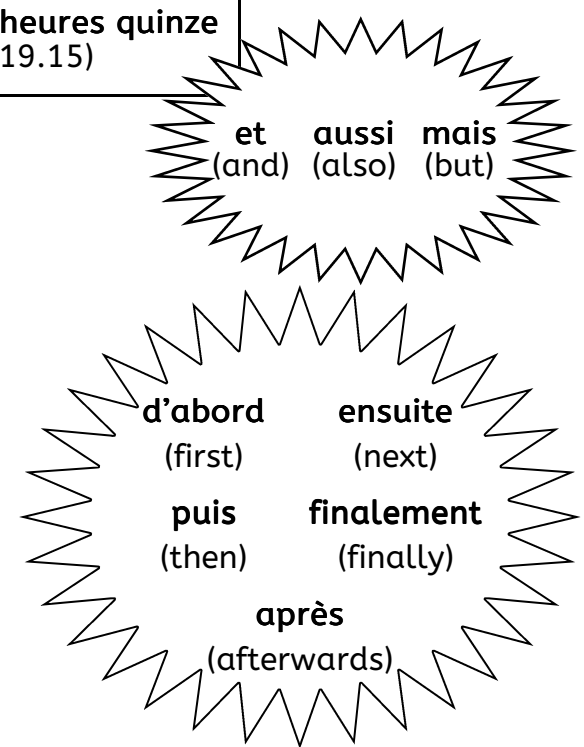 heures quinze
19.15)
et aussi mais
(and) (also) (but)
d'abord ensuite
(first) (next)
puis finalement
(then) (finally)
après
(afterwards)